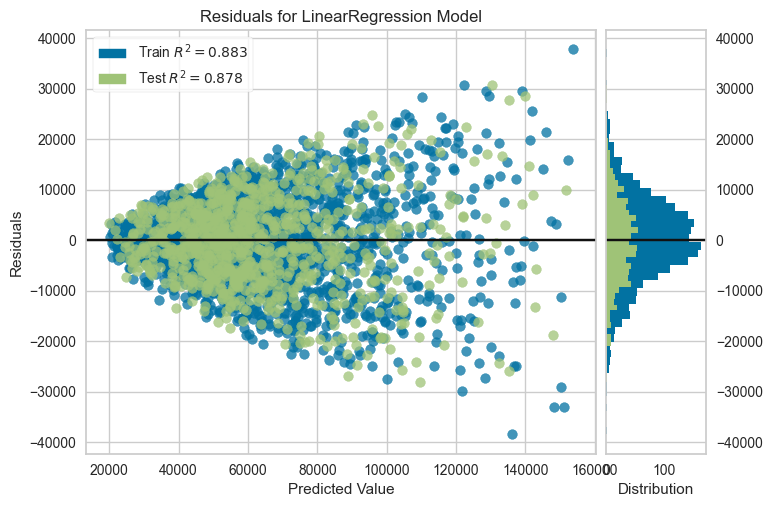 Residuals for LinearRegression Model
Train R² = 0.883
Test R² = 0.878
Residuals
40000
30000
20000
10000
0
−10000
−20000
−30000
−40000
20000 40000 60000 80000 100000 120000 140000 160000
Predicted Value
0 100
Distribution
40000
30000
20000
10000
0
−10000
−20000
−30000
−40000